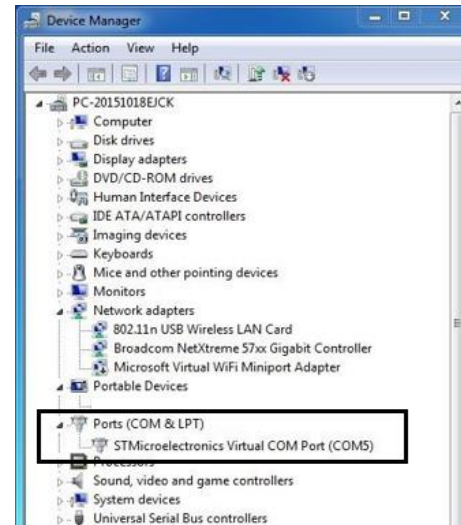 Device Manager
File Action View Help
PC-20151018EJCK
Computer
Disk drives
Display adapters
DVD/CD-ROM drives
Human Interface Devices
IDE ATA/ATAPI controllers
Imaging devices
Keyboards
Mice and other pointing devices
Monitors
Network adapters
802.11n USB Wireless LAN Card
Broadcom NetXtreme 57xx Gigabit Controller
Microsoft Virtual WiFi Miniport Adapter
Portable Devices
Ports (COM & LPT)
STMicroelectronics Virtual COM Port (COM5)
Processors
Sound, video and game controllers
System devices
Universal Serial Bus controllers